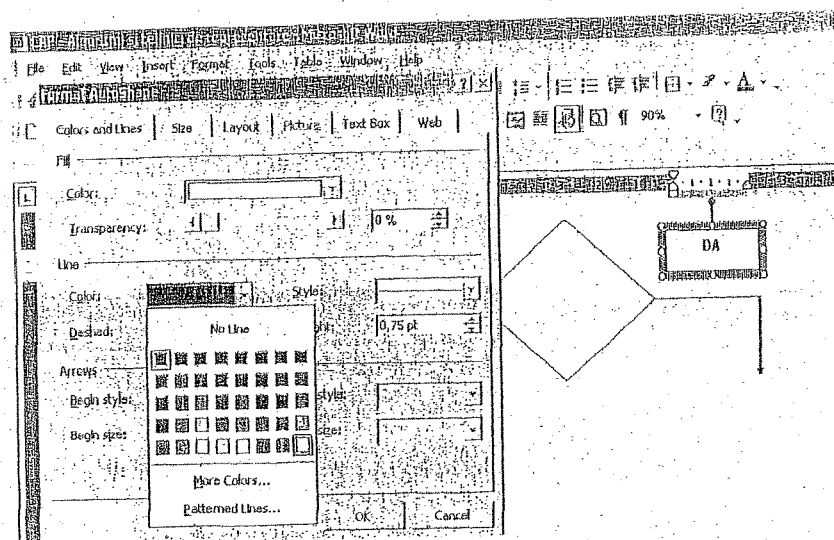 File Edit View Insert Format Tools Table Window Help
Colors and Lines Size Layout Picture Text Box Web
Fill
Color:
Transparency: 0 %
90%
Line
Color: Style:
Dashed: 0,75 pt
No Line
Arrows
Begin style: style:
Begin size: size:
More Colors...
Patterned Lines...
OK Cancel
DA